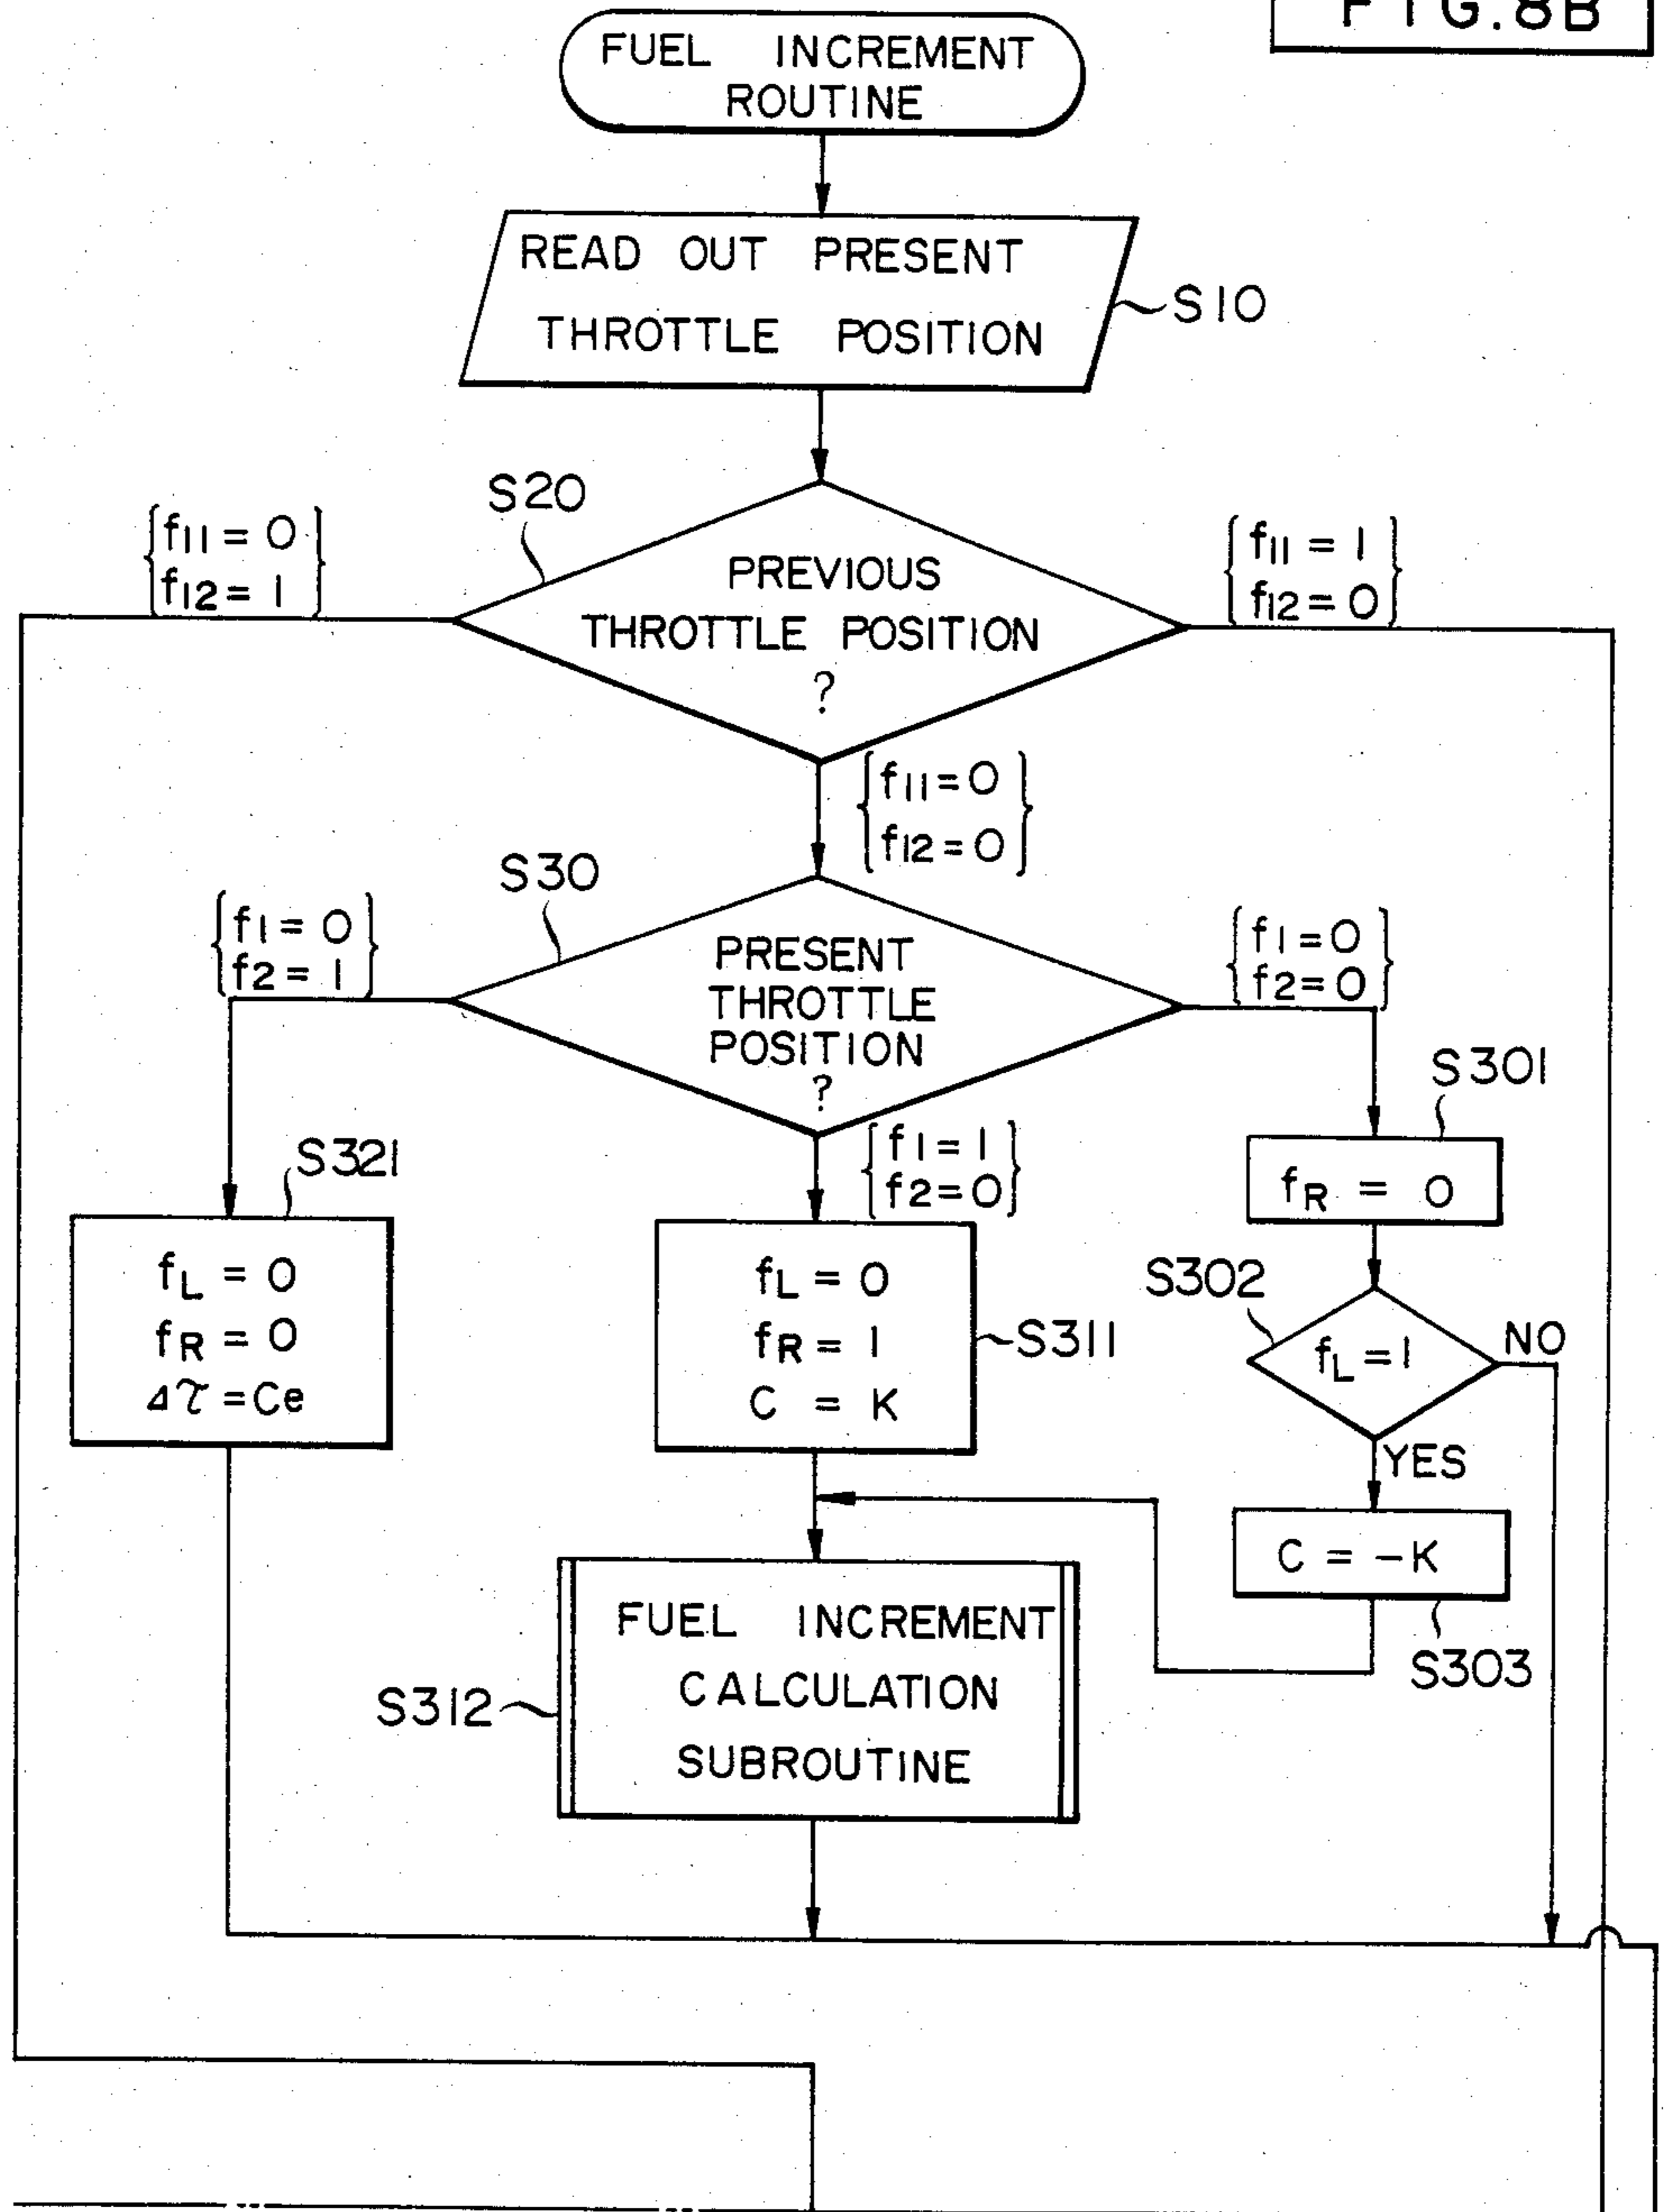 FIG.8B
FUEL INCREMENT
ROUTINE
READ OUT PRESENT
THROTTLE POSITION
S10
S20
f11 = 0
f12 = 1
PREVIOUS
THROTTLE POSITION
?
f11 = 1
f12 = 0
f11 = 0
f12 = 0
S30
f1 = 0
f2 = 1
PRESENT
THROTTLE
POSITION
?
f1 = 0
f2 = 0
f1 = 1
f2 = 0
S301
fR = 0
S321
fL = 0
fR = 0
Δτ = Ce
fL = 0
fR = 1
C = K
S311
S302
fL = 1
NO
YES
C = -K
S303
S312
FUEL INCREMENT
CALCULATION
SUBROUTINE